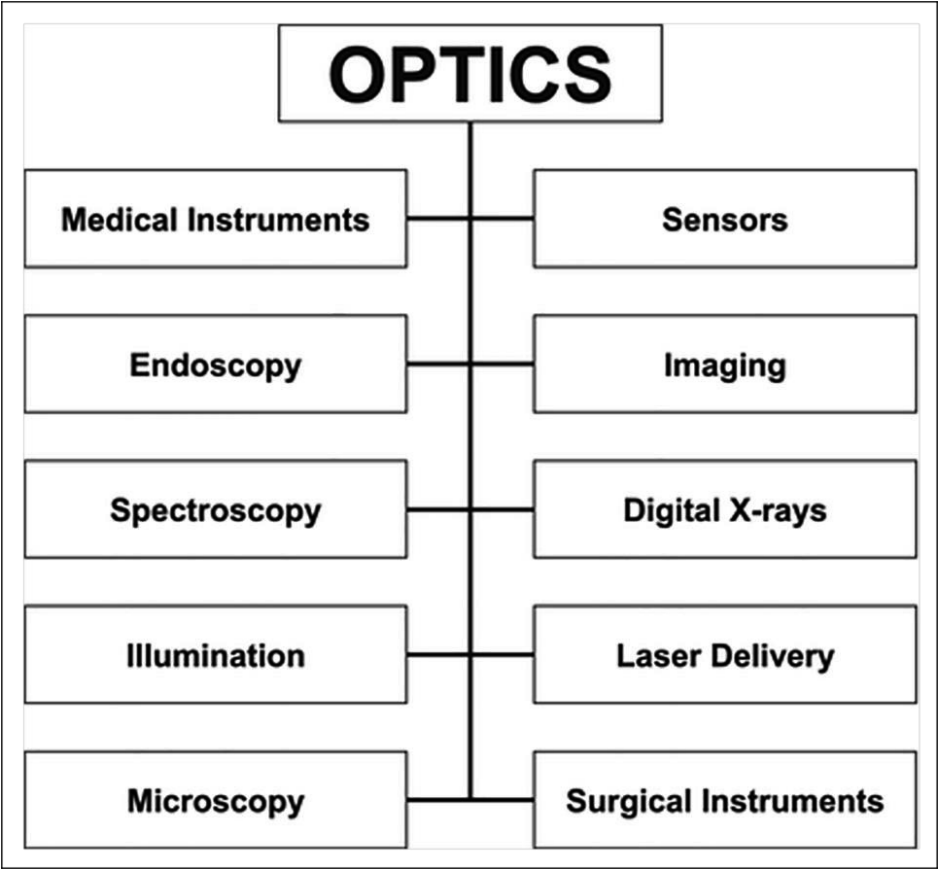 OPTICS
Medical Instruments
Sensors
Endoscopy
Imaging
Spectroscopy
Digital X-rays
Illumination
Laser Delivery
Microscopy
Surgical Instruments